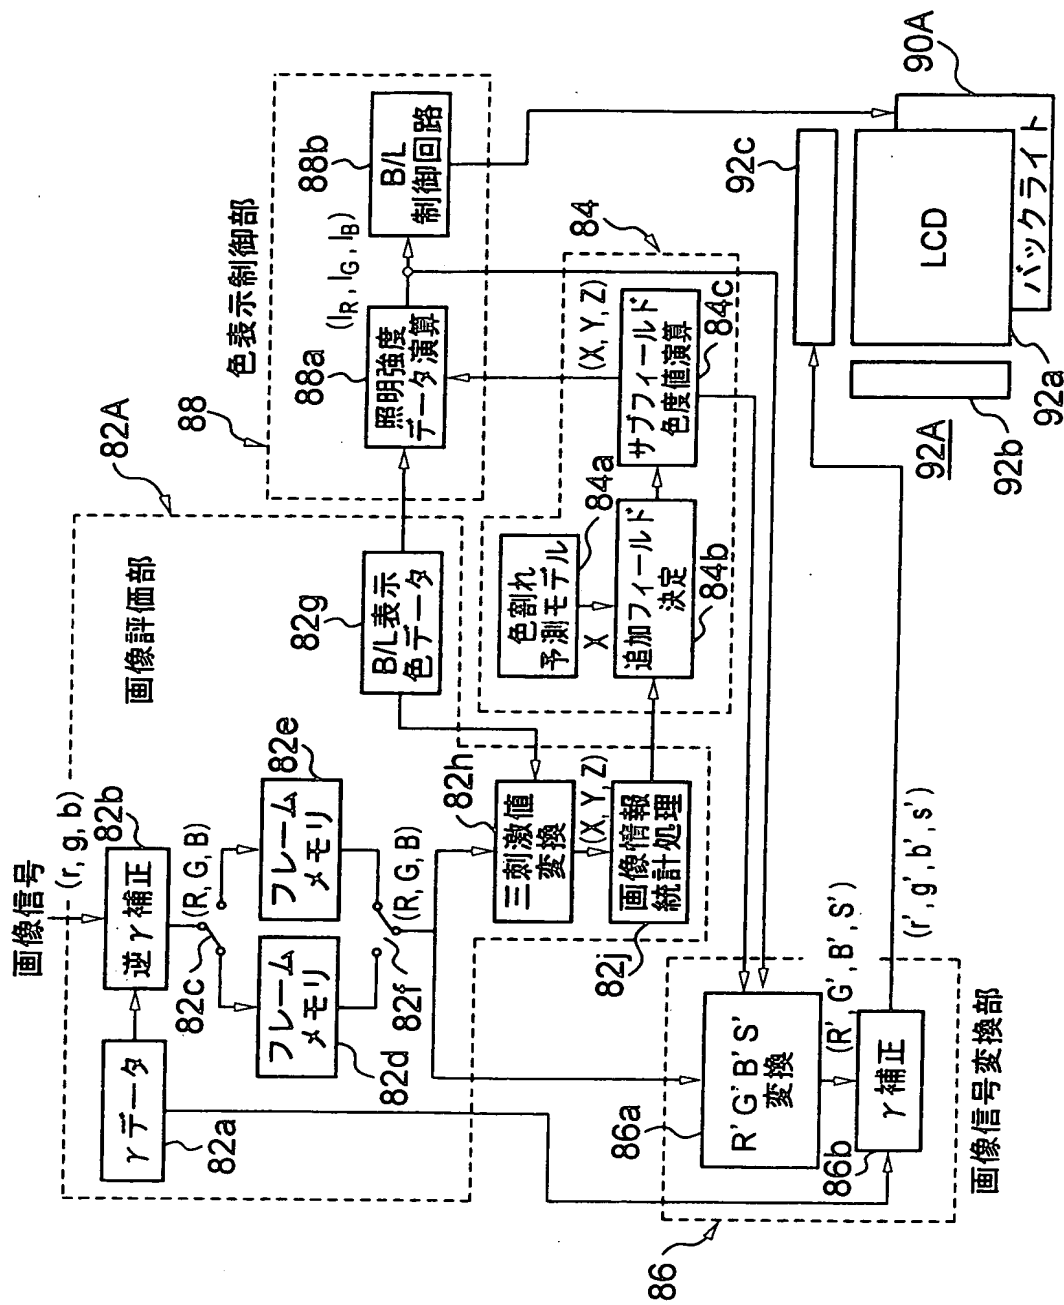 画像信号
(r, g, b)
画像評価部
82A
γデータ
82a
逆γ補正
82b
82c
(R, G, B)
フレーム
メモリ
82d
フレーム
メモリ
82e
82f
(R, G, B)
B/L表示
色データ
82g
三刺激値
変換
82h
(X, Y, Z)
画像情報
統計処理
82j
色表示制御部
88
照明強度
データ演算
88a
(IR, IG, IB)
B/L
制御回路
88b
84
色割れ
予測モデル
84a
X
追加フィールド
決定
84b
サブフィールド
色度値演算
84c
(X, Y, Z)
R'G'B'S'
変換
86a
(R', G', B', S')
γ補正
86b
86
画像信号変換部
(r', g', b', s')
LCD
バックライト
90A
92a
92b
92c
92A